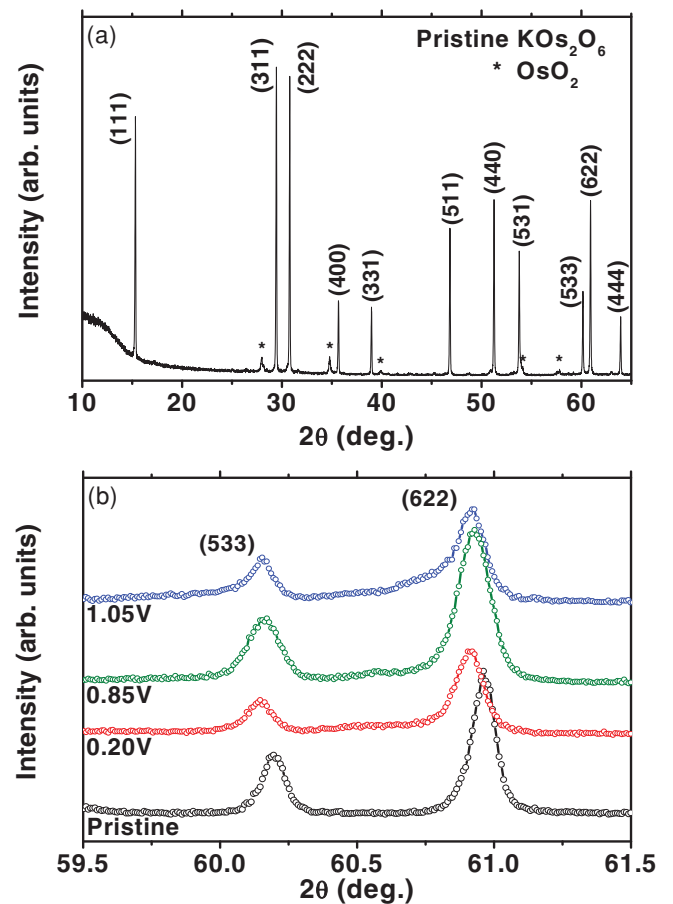 (a)
Pristine KOs₂O₆
* OsO₂
(111)
(311)
(222)
(400)
(331)
(511)
(440)
(531)
(533)
(622)
(444)
* * * * *
Intensity (arb. units)
10 20 30 40 50 60
2θ (deg.)
(b)
(622)
(533)
1.05V
0.85V
0.20V
Pristine
Intensity (arb. units)
59.5 60.0 60.5 61.0 61.5
2θ (deg.)